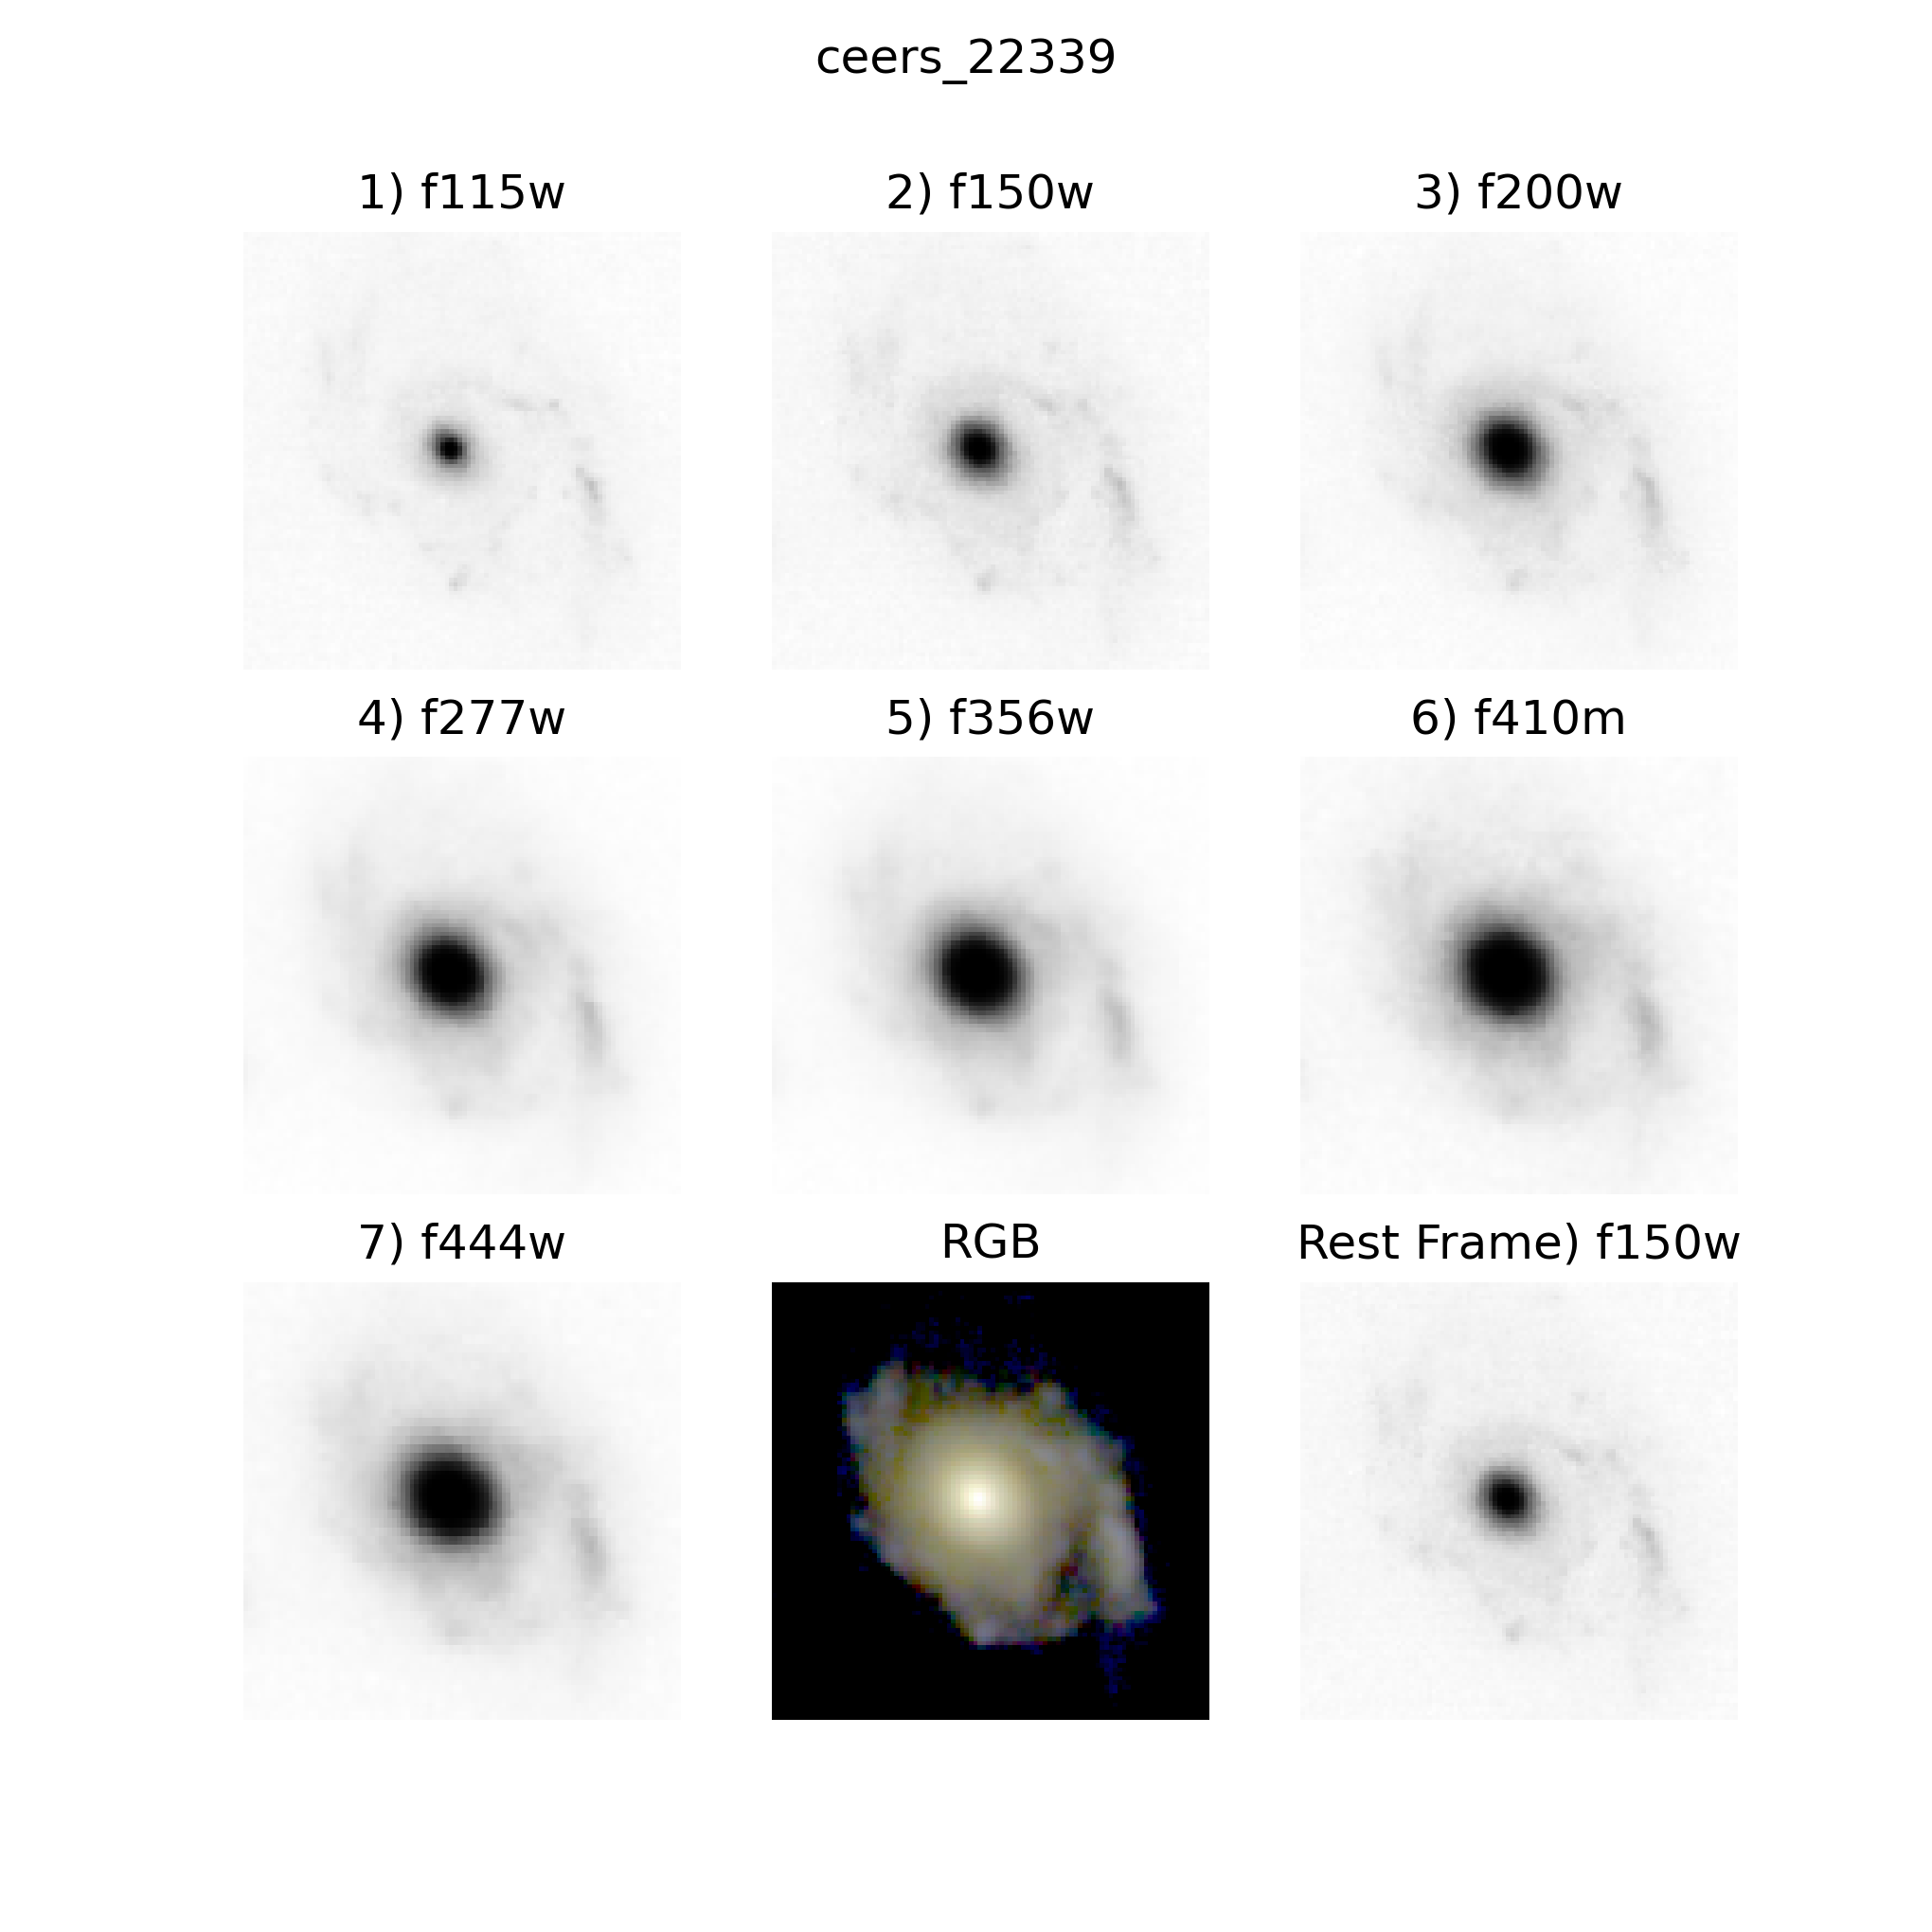 ceers_22339
1) f115w
2) f150w
3) f200w
4) f277w
5) f356w
6) f410m
7) f444w
RGB
Rest Frame) f150w